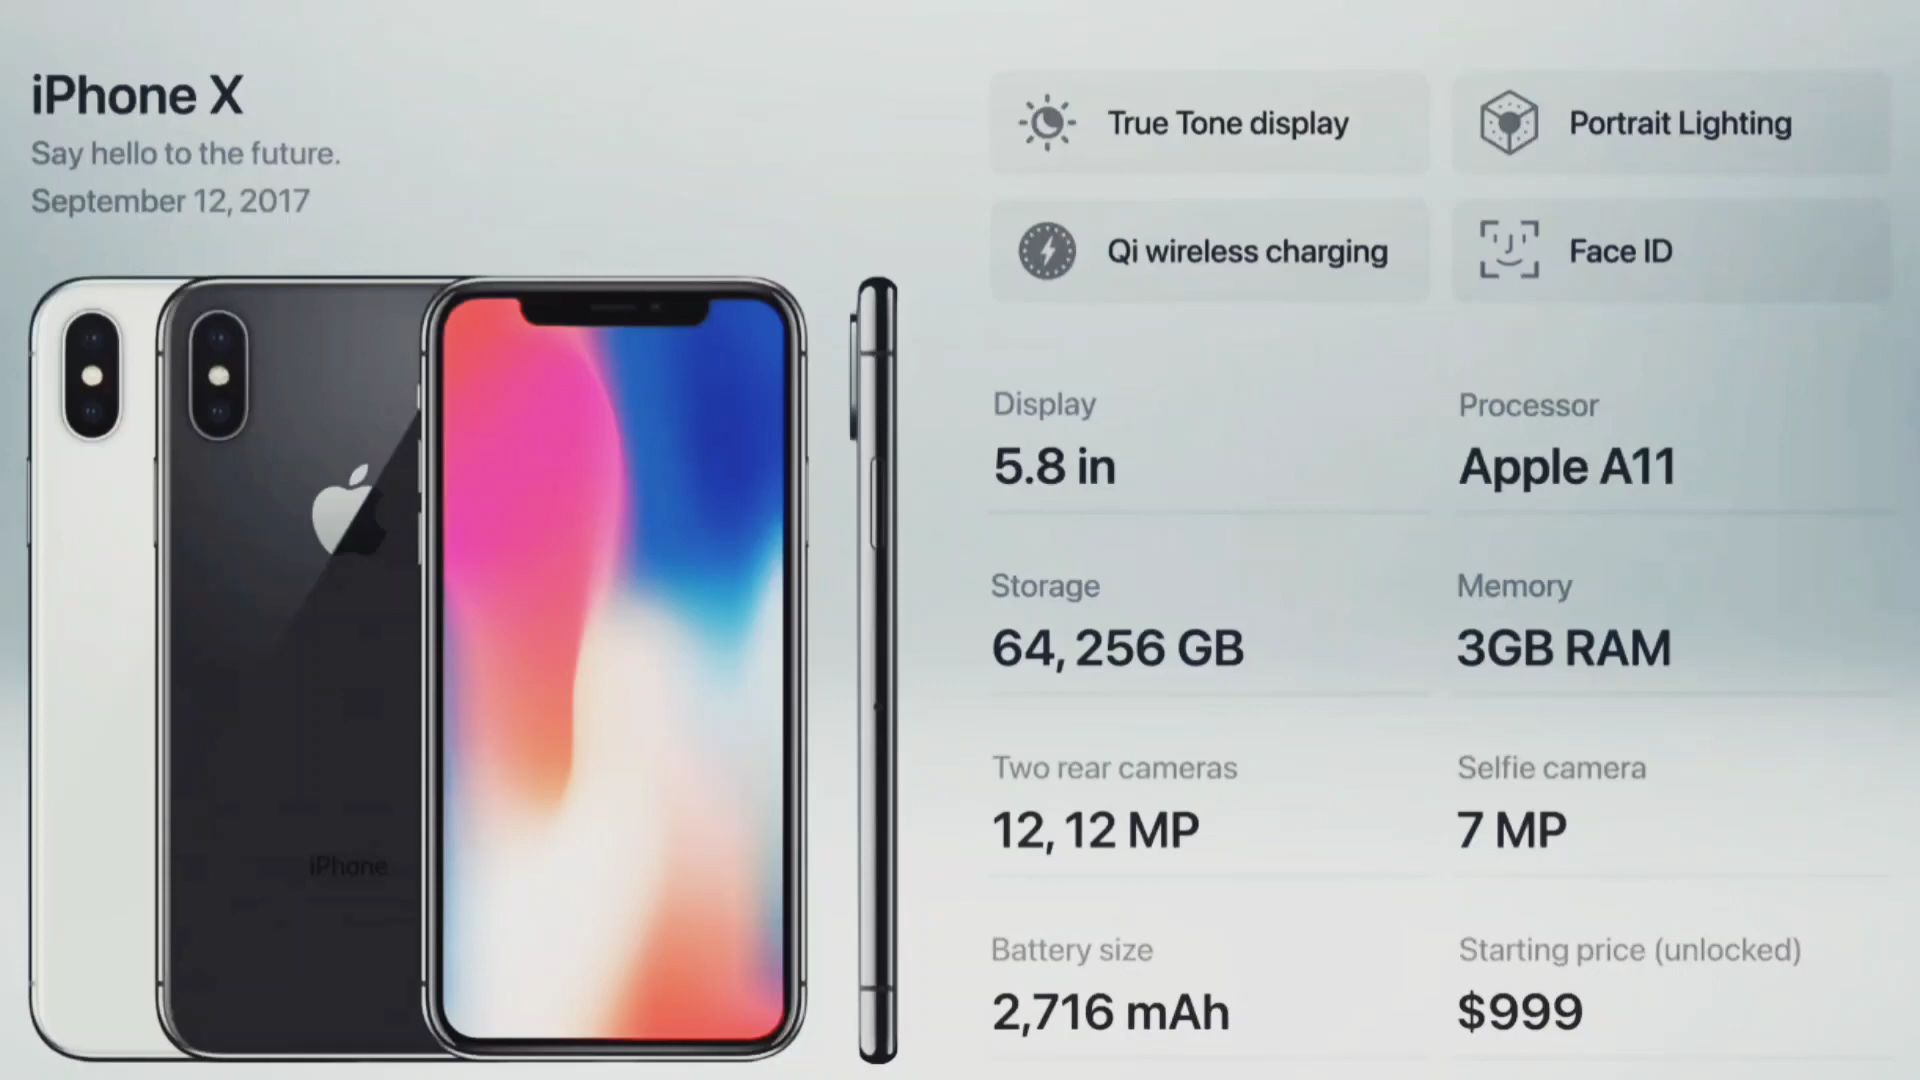 iPhone X
Say hello to the future.
September 12, 2017
iPhone
True Tone display
Portrait Lighting
Qi wireless charging
Face ID
Display
5.8 in
Processor
Apple A11
Storage
64, 256 GB
Memory
3GB RAM
Two rear cameras
12, 12 MP
Selfie camera
7 MP
Battery size
2,716 mAh
Starting price (unlocked)
$999